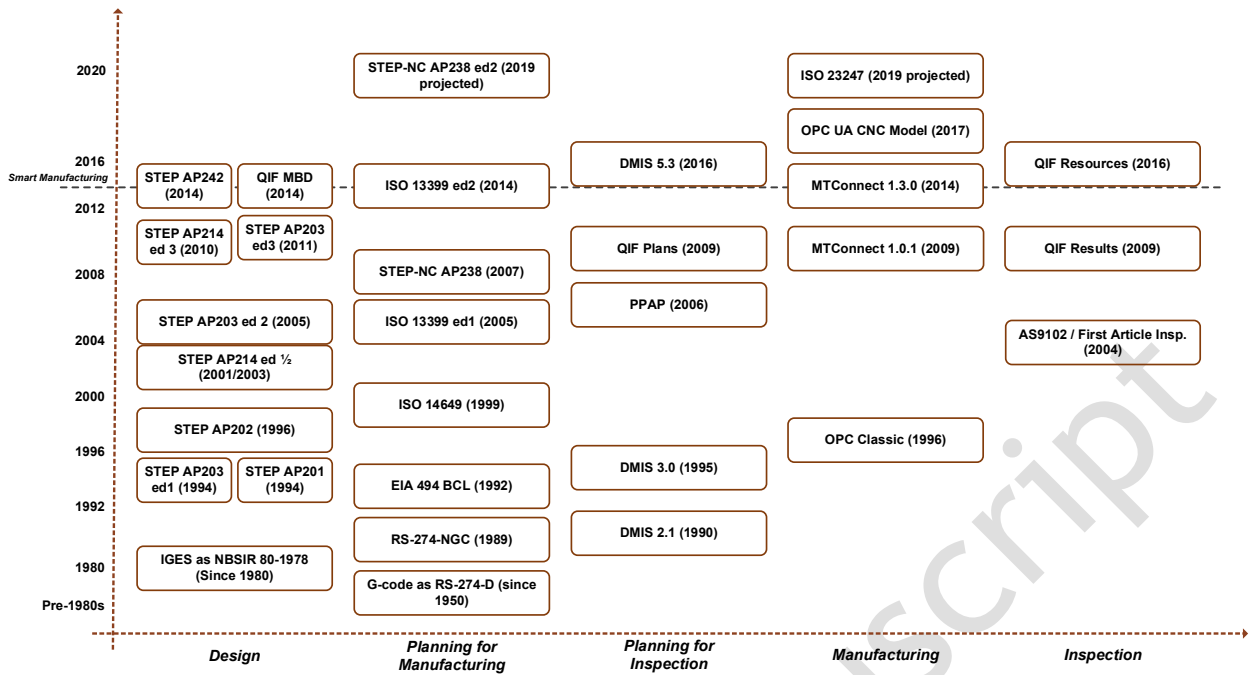 2020
STEP-NC AP238 ed2 (2019
projected)
ISO 23247 (2019 projected)
OPC UA CNC Model (2017)
2016
DMIS 5.3 (2016)
QIF Resources (2016)
Smart Manufacturing
STEP AP242
(2014)
QIF MBD
(2014)
ISO 13399 ed2 (2014)
MTConnect 1.3.0 (2014)
2012
STEP AP214
ed 3 (2010)
STEP AP203
ed3 (2011)
QIF Plans (2009)
MTConnect 1.0.1 (2009)
QIF Results (2009)
2008
STEP-NC AP238 (2007)
PPAP (2006)
STEP AP203 ed 2 (2005)
ISO 13399 ed1 (2005)
2004
AS9102 / First Article Insp.
(2004)
STEP AP214 ed ½
(2001/2003)
2000
ISO 14649 (1999)
STEP AP202 (1996)
OPC Classic (1996)
1996
STEP AP203
ed1 (1994)
STEP AP201
(1994)
DMIS 3.0 (1995)
EIA 494 BCL (1992)
1992
RS-274-NGC (1989)
DMIS 2.1 (1990)
1980
IGES as NBSIR 80-1978
(Since 1980)
G-code as RS-274-D (since
1950)
Pre-1980s
Design
Planning for
Manufacturing
Planning for
Inspection
Manufacturing
Inspection
uscript